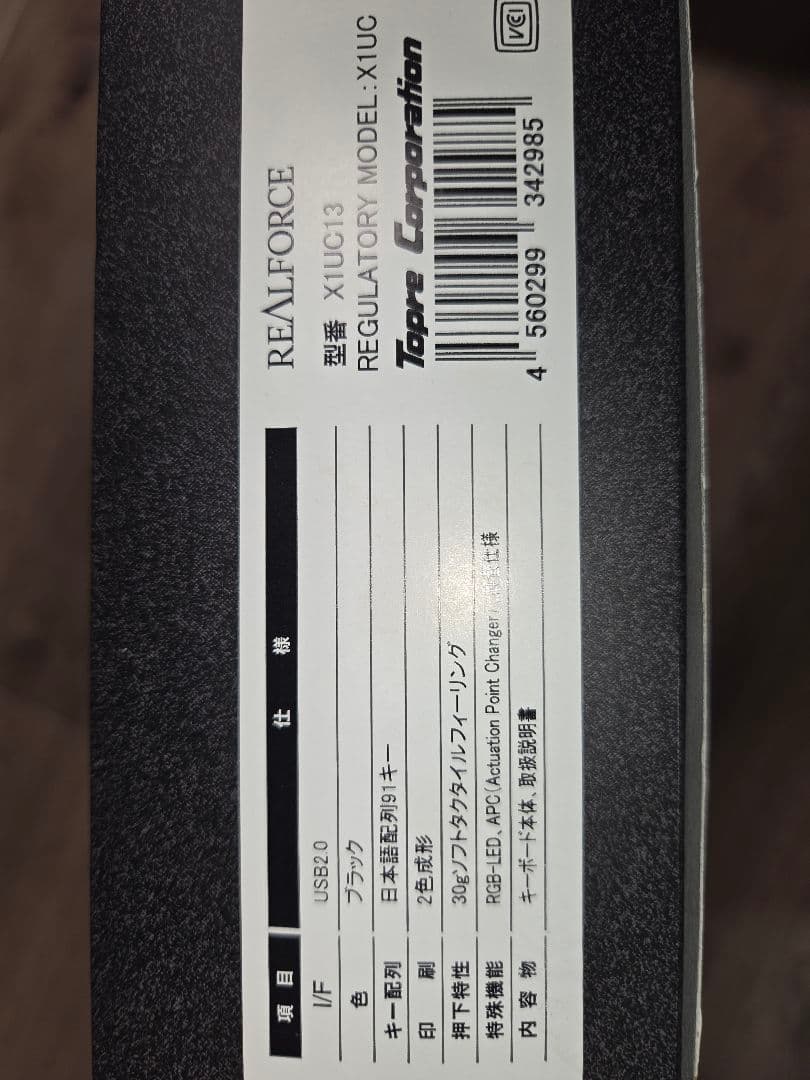 項目 仕様
I/F USB2.0
色 ブラック
キー配列 日本語配列91キー
印刷 2色成形
押下特性 30gソフトタクタイルフィーリング
特殊機能 RGB-LED、APC(Actuation Point Changer) 仕様
内容物 キーボード本体、取扱説明書
REALFORCE
型番 X1UC13
REGULATORY MODEL: X1UC
Topre Corporation
4 560299 342985
VCCI